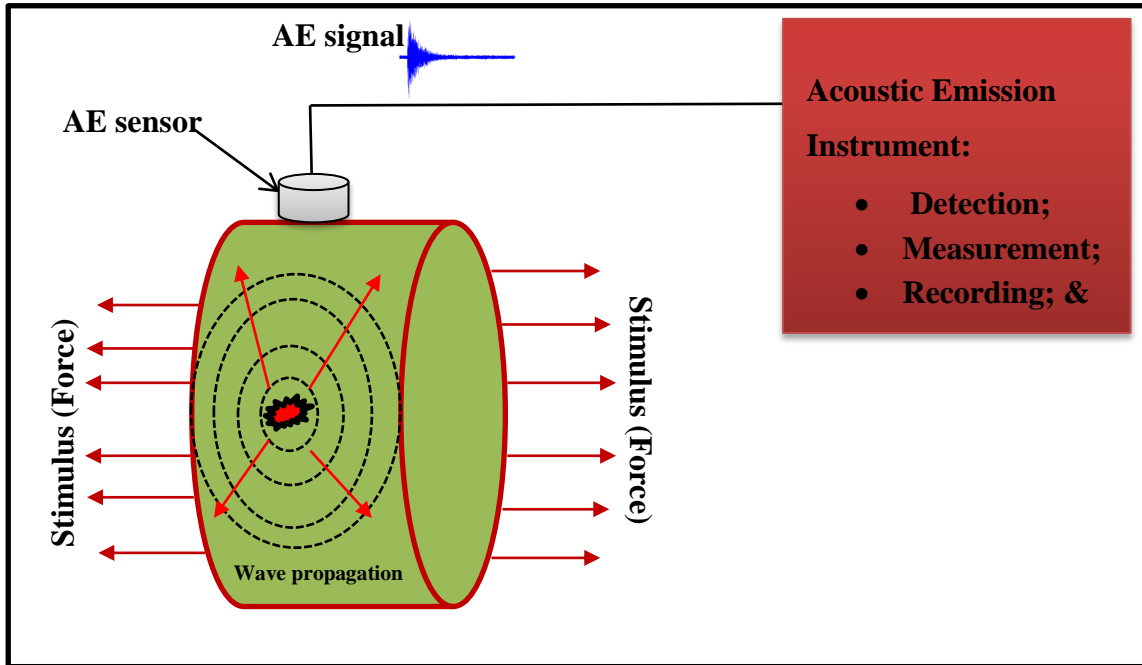 AE signal
AE sensor
Acoustic Emission
Instrument:
• Detection;
• Measurement;
• Recording; &
Stimulus (Force)
Stimulus (Force)
Wave propagation